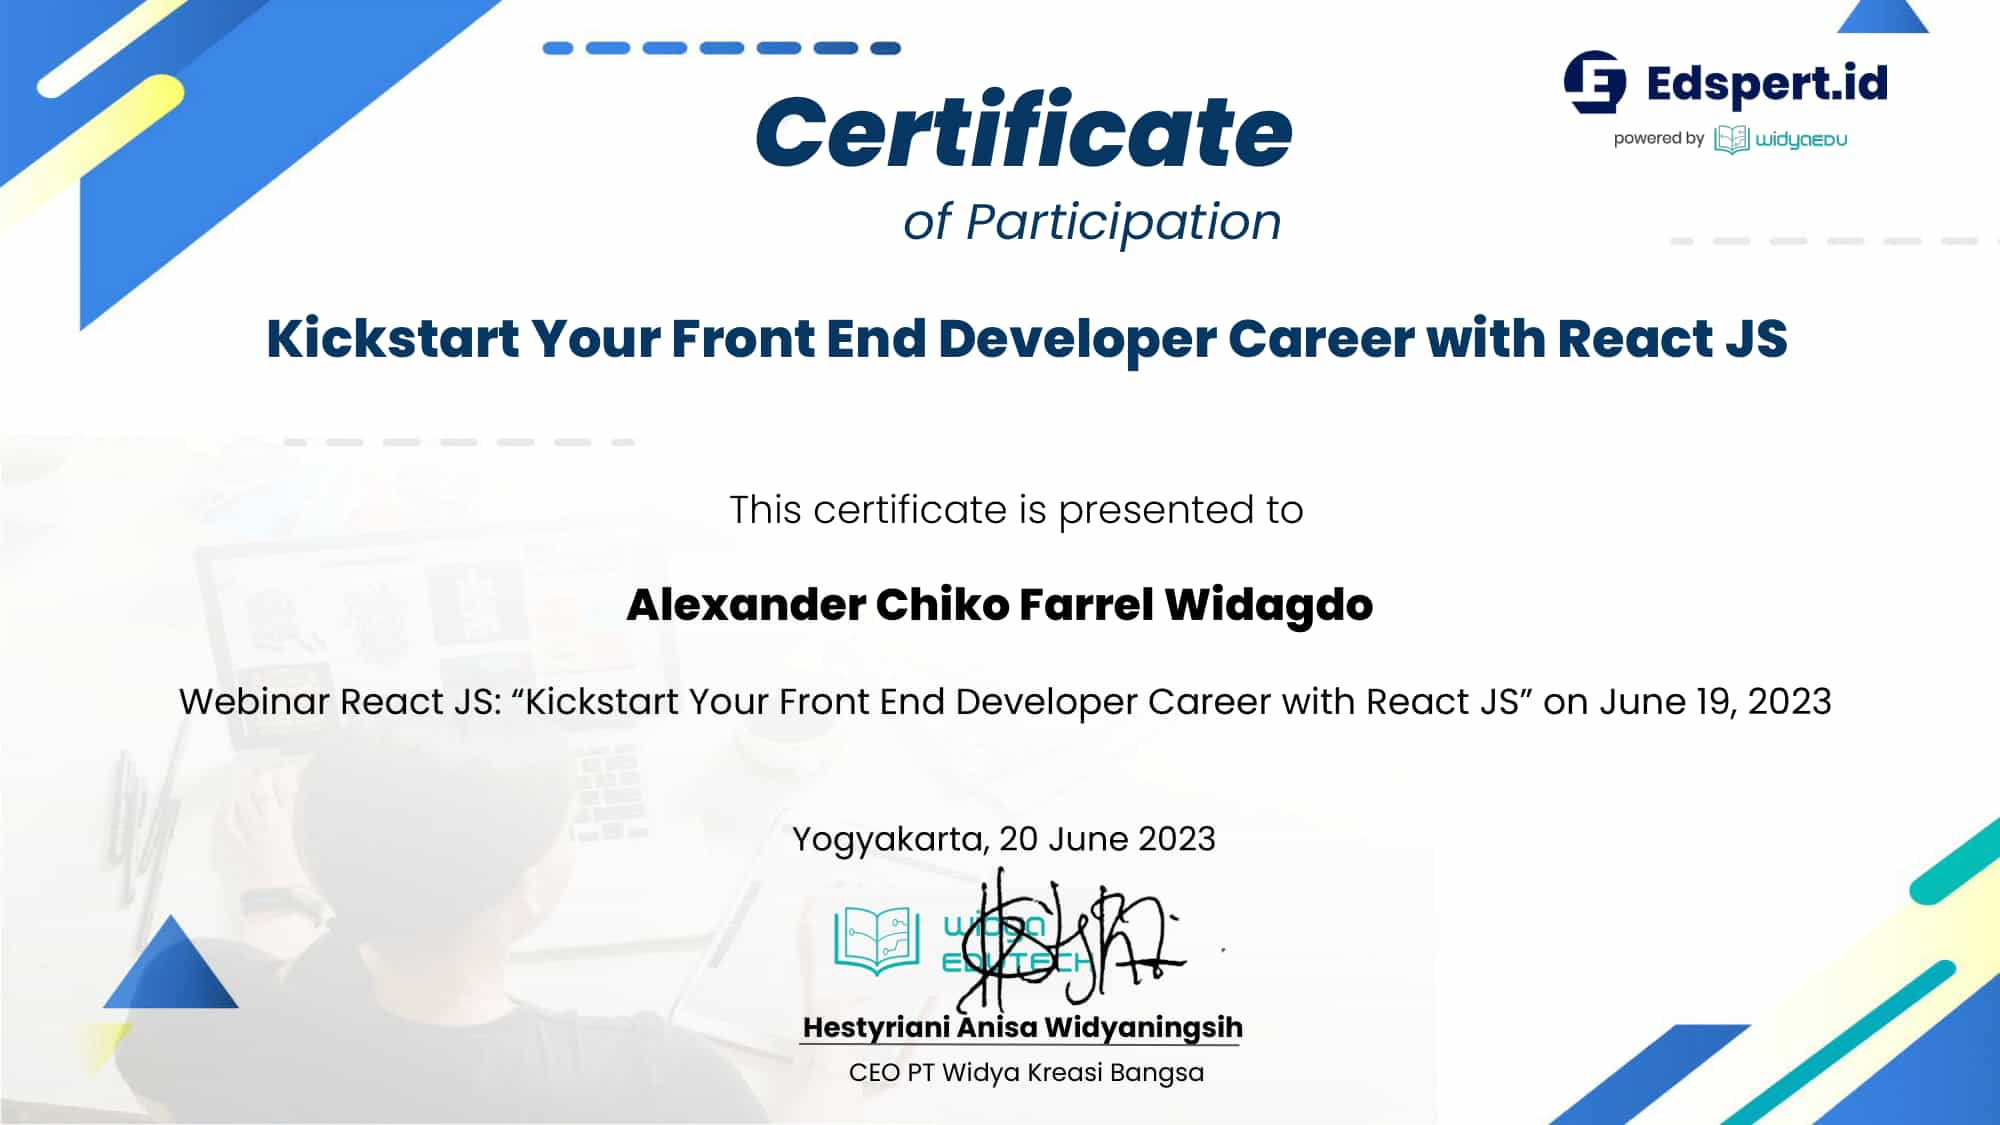 Certificate
of Participation
Edspert.id
powered by WIDYAEDU
Kickstart Your Front End Developer Career with React JS
This certificate is presented to
Alexander Chiko Farrel Widagdo
Webinar React JS: “Kickstart Your Front End Developer Career with React JS” on June 19, 2023
Yogyakarta, 20 June 2023
WIDYA
EDUTECH
Hestyriani Anisa Widyaningsih
CEO PT Widya Kreasi Bangsa